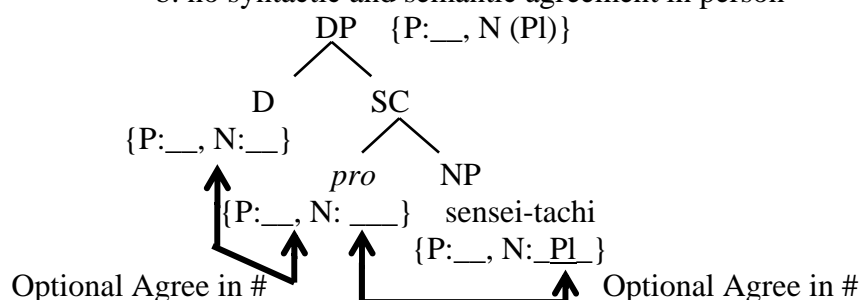 b. no syntactic and semantic agreement in person
DP {P:__, N (Pl)}
D SC
{P:__, N:__}
pro NP
{P:__, N: ___} sensei-tachi
{P:__, N:_Pl_}
Optional Agree in # Optional Agree in #